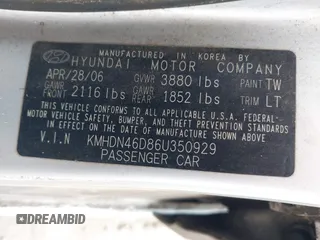 MANUFACTURED IN KOREA BY
HYUNDAI MOTOR COMPANY
APR/28/06 GVWR 3880 lbs PAINT TW
GAWR FRONT 2116 lbs GAWR REAR 1852 lbs TRIM LT
THIS VEHICLE CONFORMS TO ALL APPLICABLE U.S.A. FEDERAL-
MOTOR VEHICLE SAFETY, BUMPER, AND THEFT PREVENTION
STANDARDS IN EFFECT ON THE DATE OF MANUFACTURE
SHOWN ABOVE.
V.I.N KMHDN46D86U350929
PASSENGER CAR
DREAMBID
DREAMBID